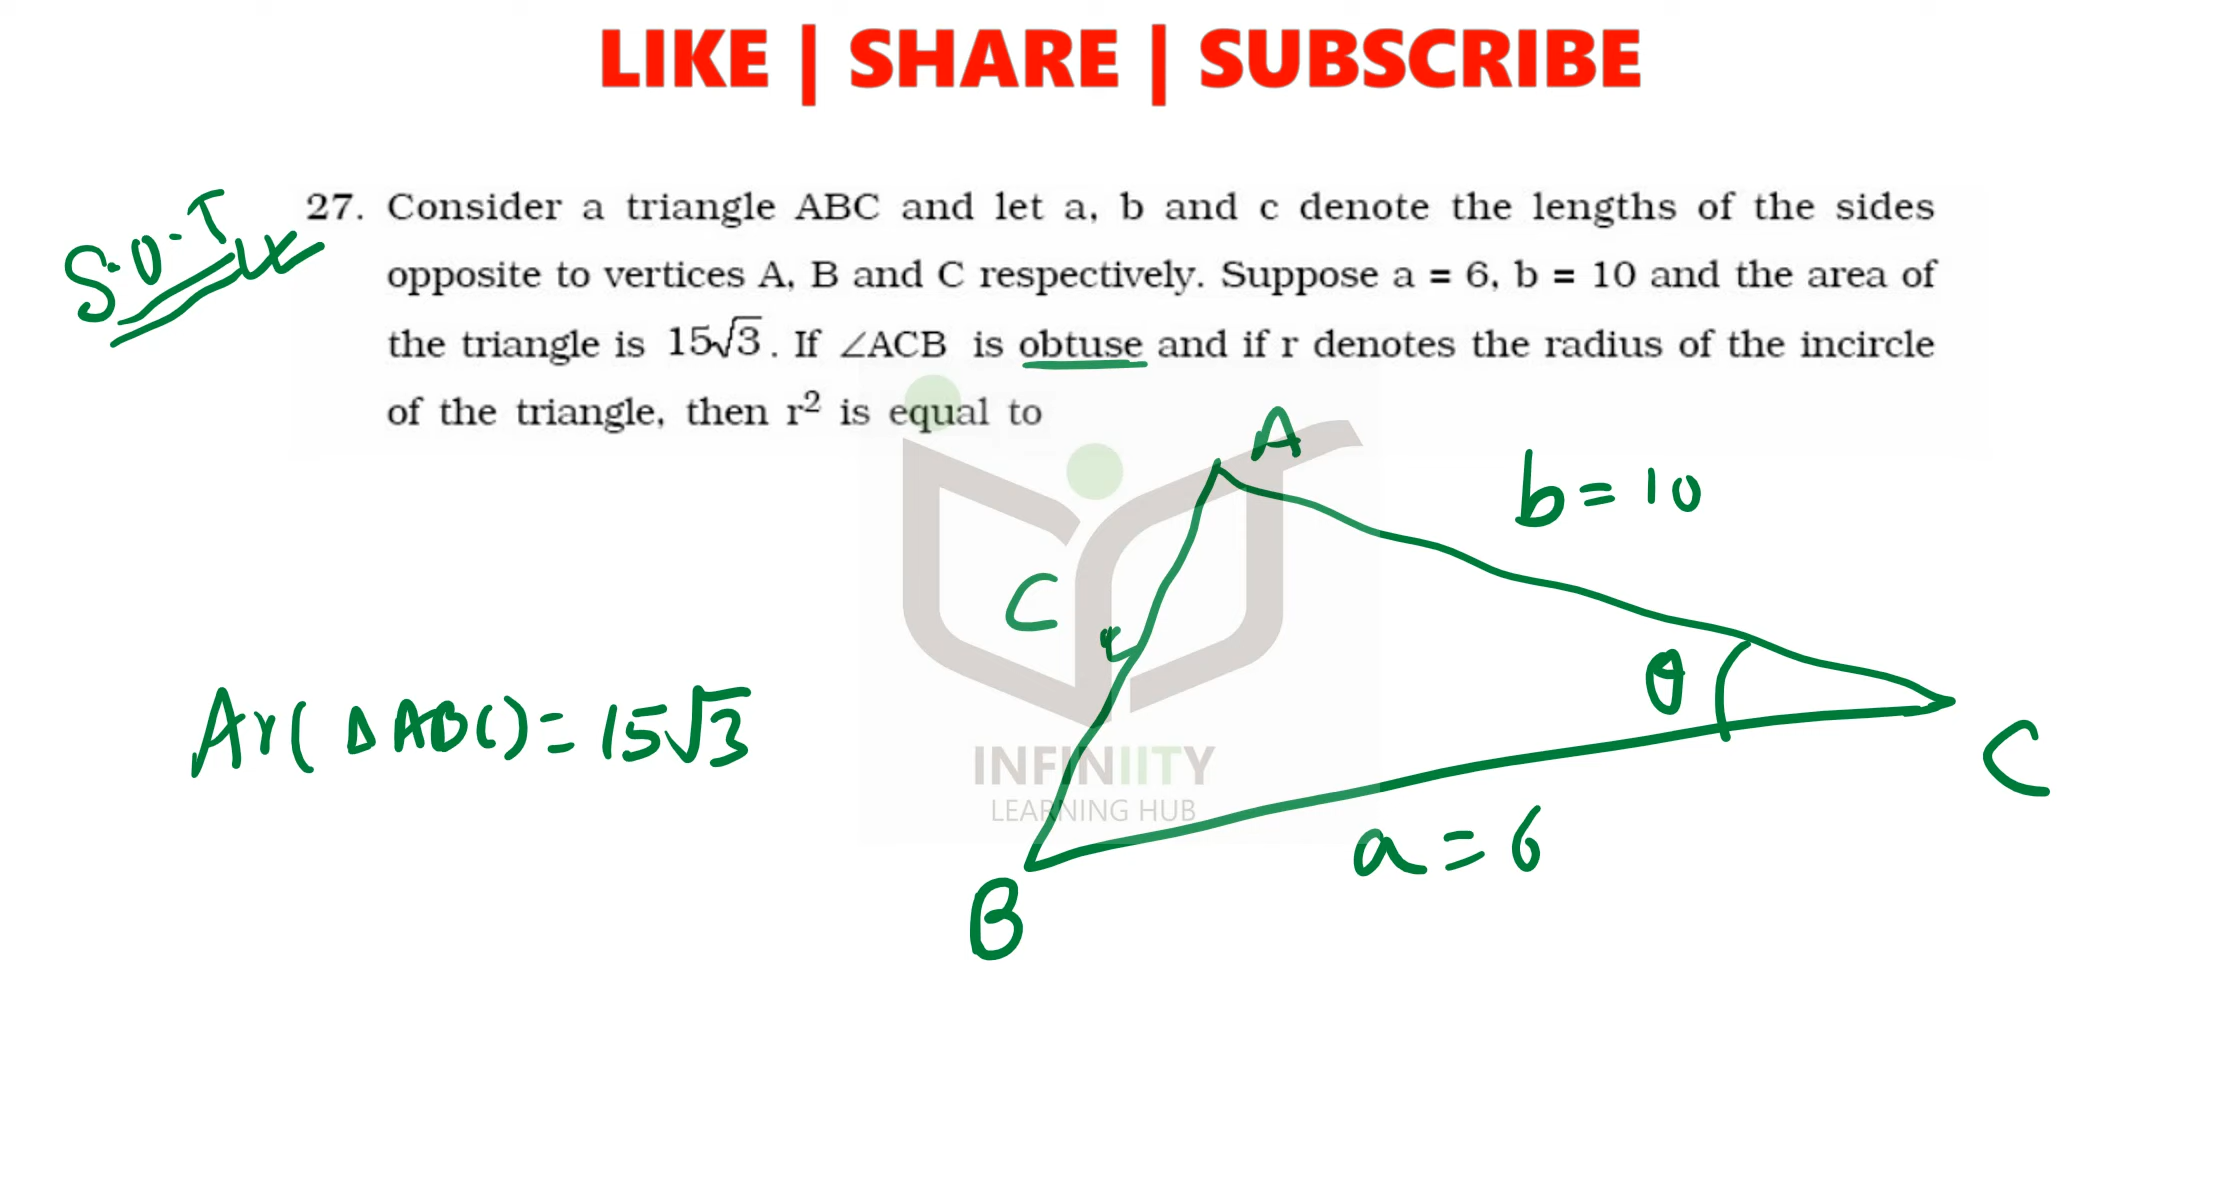 LIKE | SHARE | SUBSCRIBE
S.O.T
27. Consider a triangle ABC and let a, b and c denote the lengths of the sides
opposite to vertices A, B and C respectively. Suppose a = 6, b = 10 and the area of
the triangle is 15√3. If ∠ACB is obtuse and if r denotes the radius of the incircle
of the triangle, then r² is equal to
A
b = 10
C
θ
Ar(ΔABC) = 15√3
C
INFINIITY
LEARNING HUB
a = 6
B